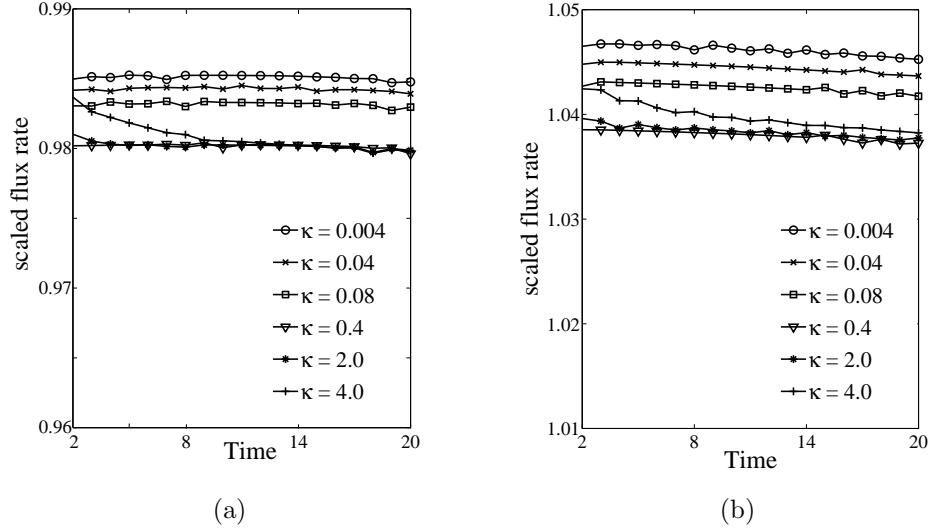 0.99
0.98
0.97
0.96
scaled flux rate
κ = 0.004
κ = 0.04
κ = 0.08
κ = 0.4
κ = 2.0
κ = 4.0
2 8 14 20
Time
(a)
1.05
1.04
1.03
1.02
1.01
scaled flux rate
κ = 0.004
κ = 0.04
κ = 0.08
κ = 0.4
κ = 2.0
κ = 4.0
2 8 14 20
Time
(b)